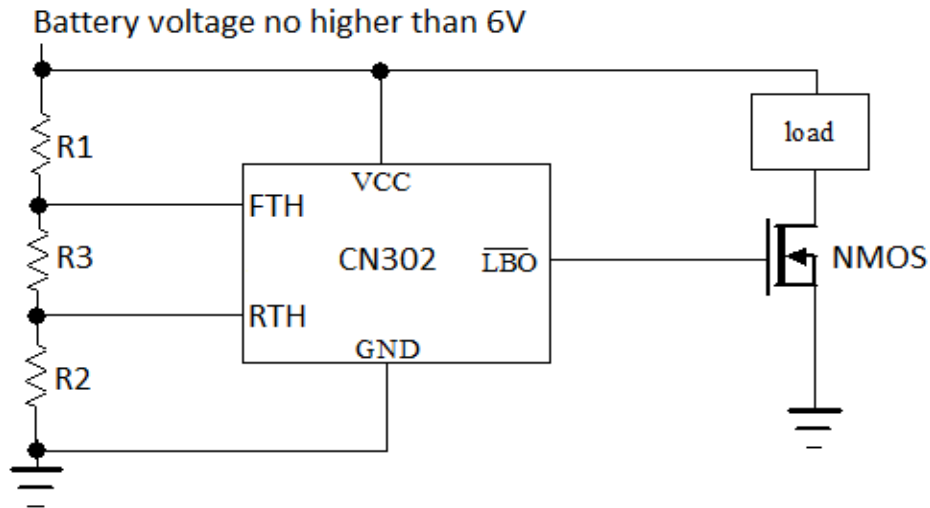 Battery voltage no higher than 6V
R1
load
VCC
FTH
R3
CN302
LBO
NMOS
RTH
GND
R2